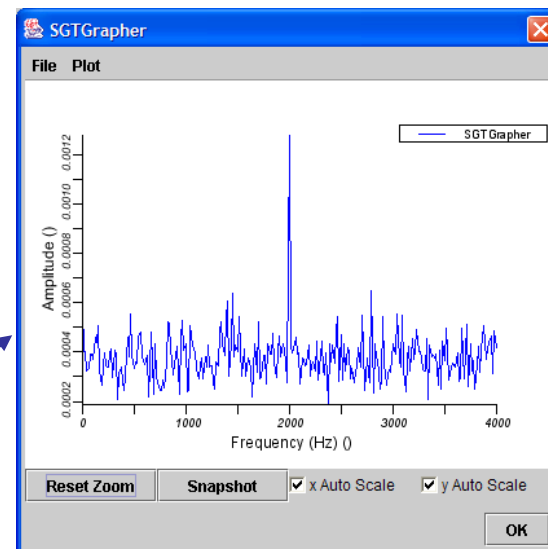 SGTGrapher
File Plot
SGTGrapher
Amplitude ()
0.0012
0.0010
0.0008
0.0006
0.0004
0.0002
0 1000 2000 3000 4000
Frequency (Hz) ()
Reset Zoom Snapshot x Auto Scale y Auto Scale
OK